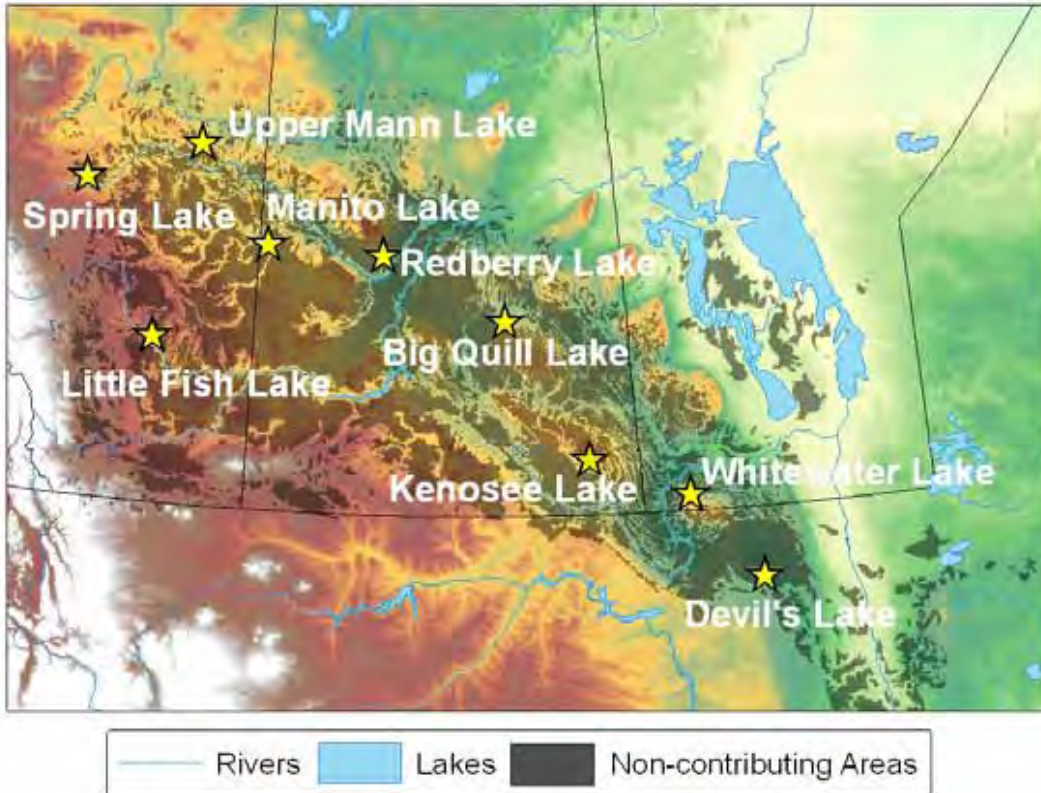 Upper Mann Lake
Spring Lake
Manito Lake
Redberry Lake
Big Quill Lake
Little Fish Lake
Kenosee Lake
Whitewater Lake
Devil's Lake
Rivers
Lakes
Non-contributing Areas